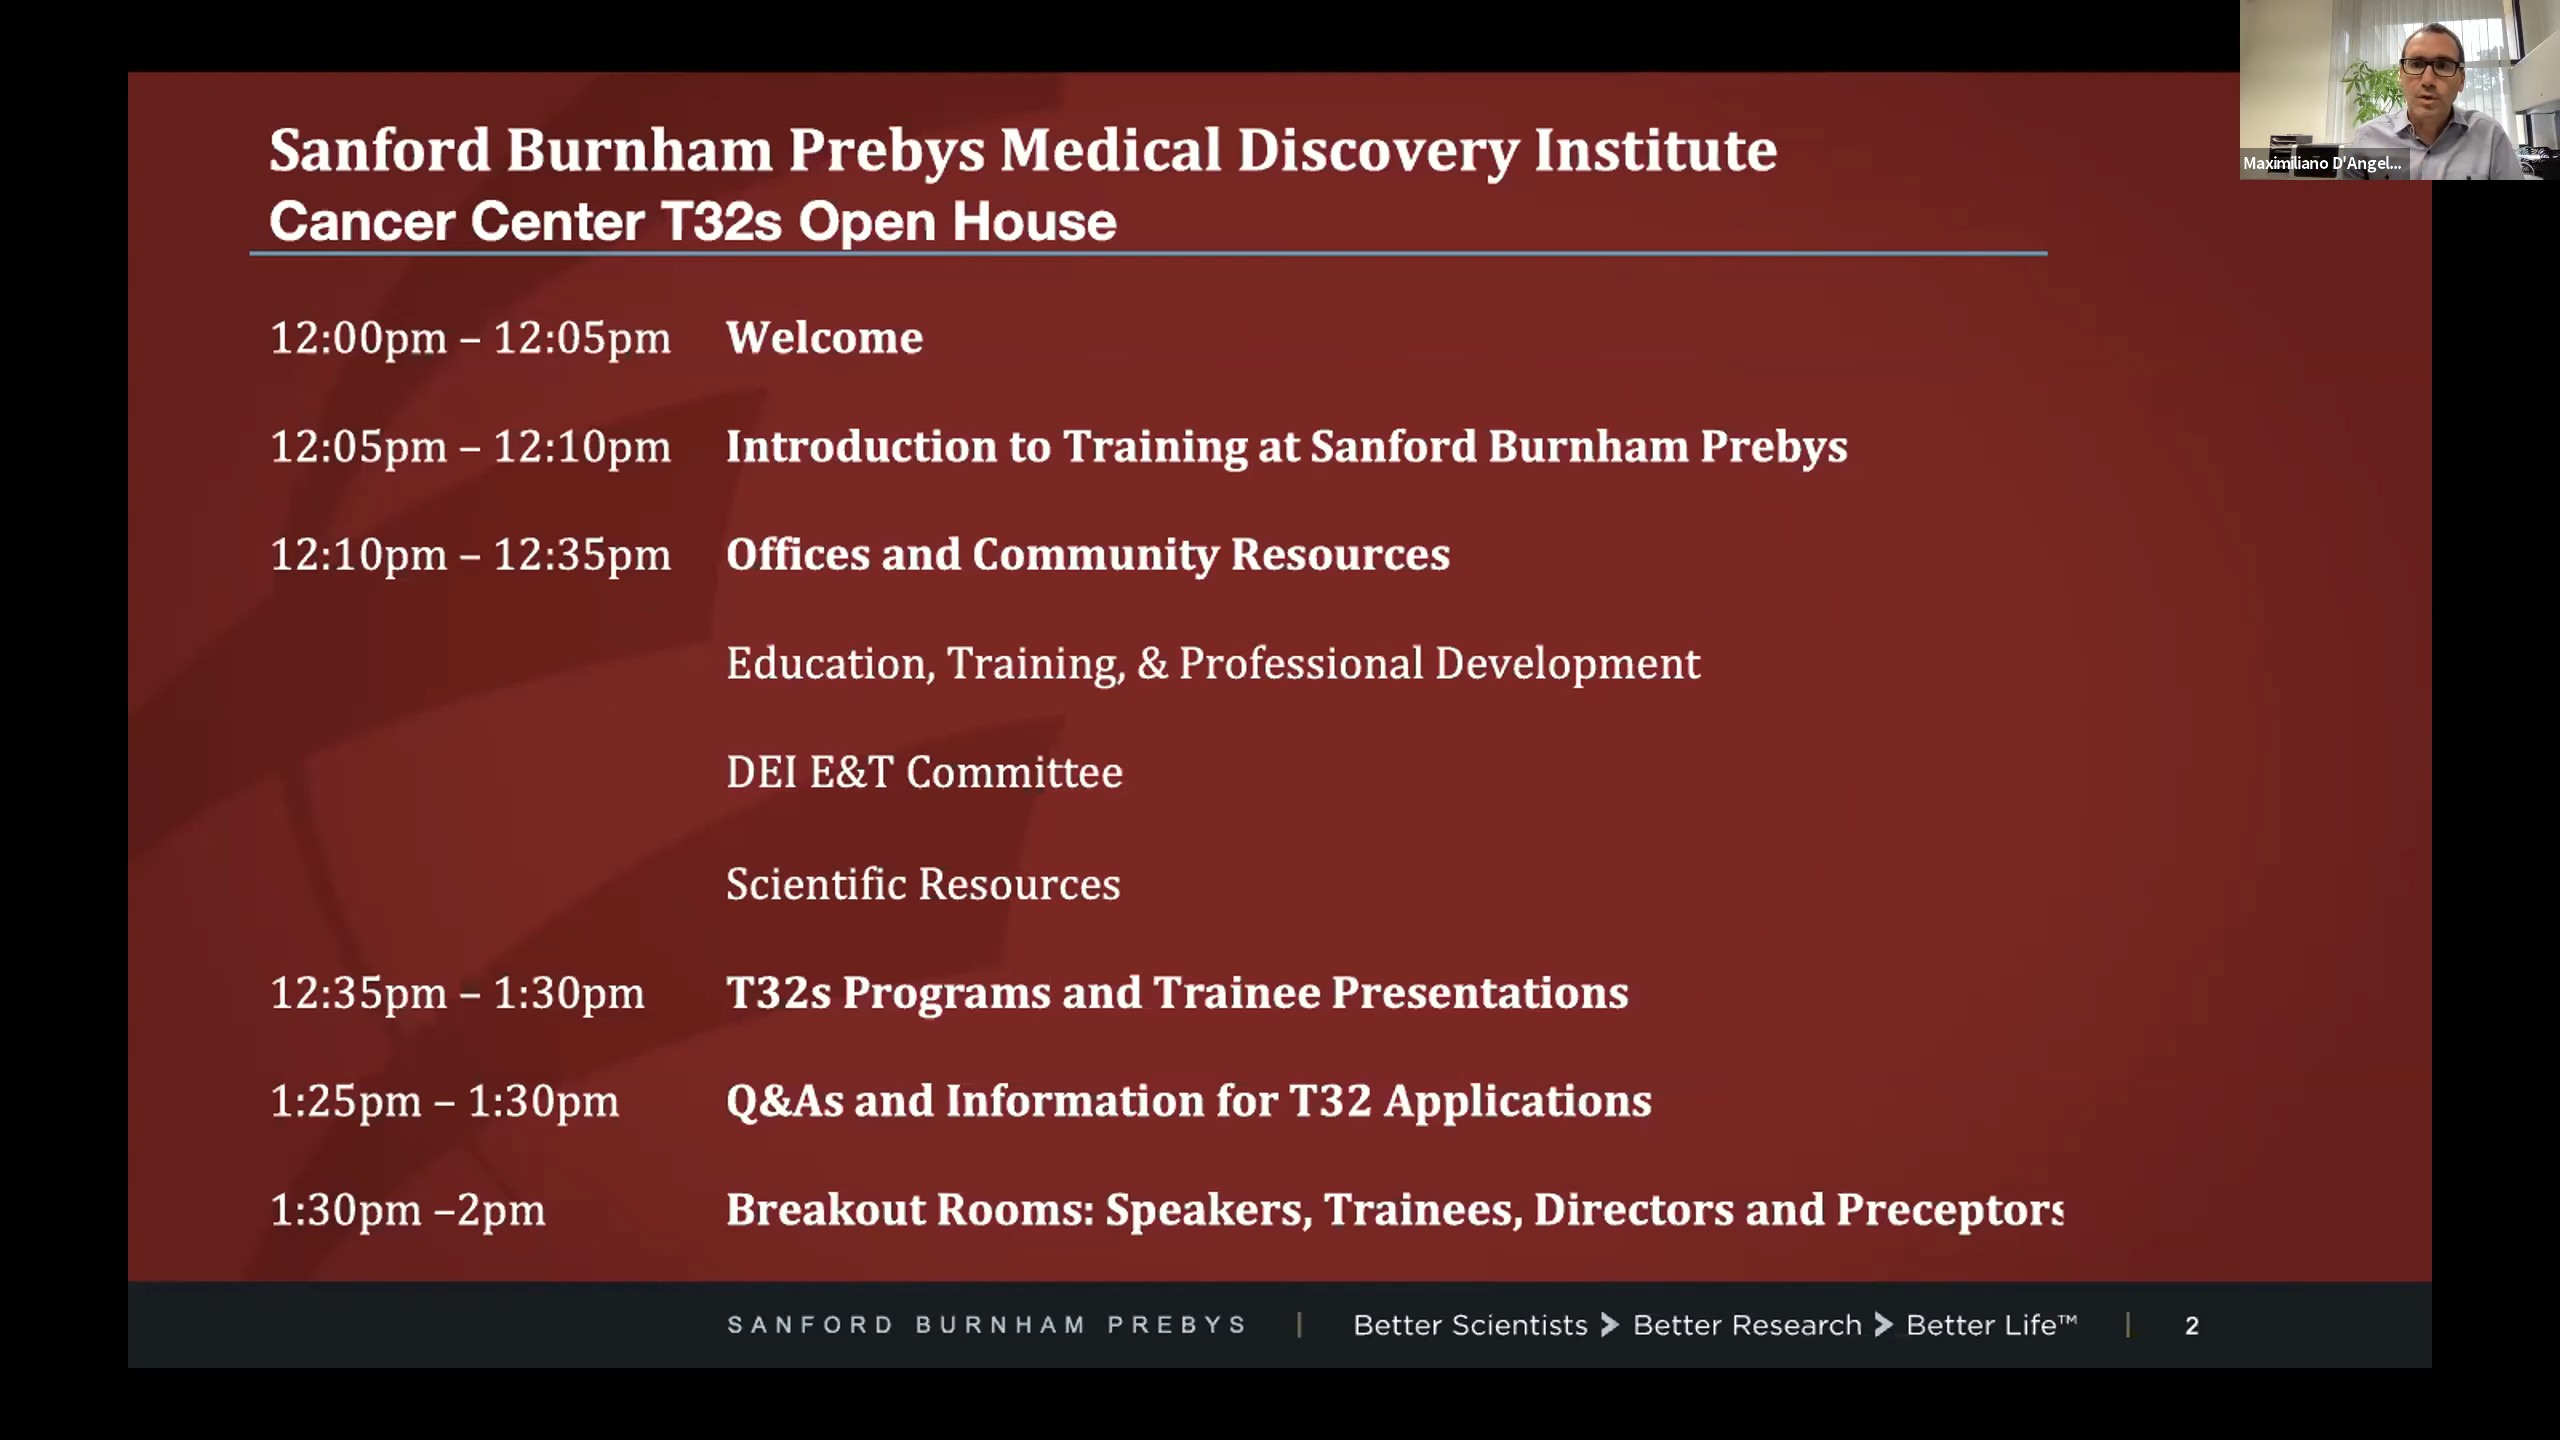 Sanford Burnham Prebys Medical Discovery Institute
Cancer Center T32s Open House
Maximiliano D'Angel...
12:00pm – 12:05pm Welcome
12:05pm – 12:10pm Introduction to Training at Sanford Burnham Prebys
12:10pm – 12:35pm Offices and Community Resources
Education, Training, & Professional Development
DEI E&T Committee
Scientific Resources
12:35pm – 1:30pm T32s Programs and Trainee Presentations
1:25pm – 1:30pm Q&As and Information for T32 Applications
1:30pm –2pm Breakout Rooms: Speakers, Trainees, Directors and Preceptors
SANFORD BURNHAM PREBYS | Better Scientists > Better Research > Better Life™ | 2